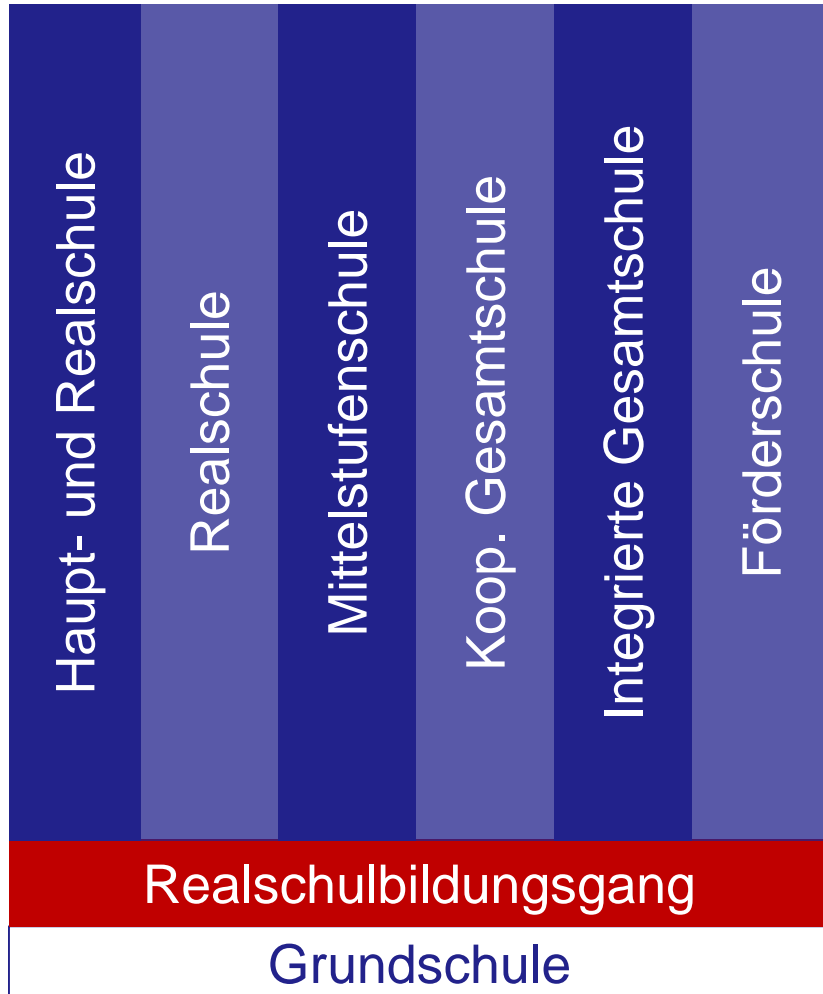 Haupt- und Realschule
Realschule
Mittelstufenschule
Koop. Gesamtschule
Integrierte Gesamtschule
Förderschule
Realschulbildungsgang
Grundschule